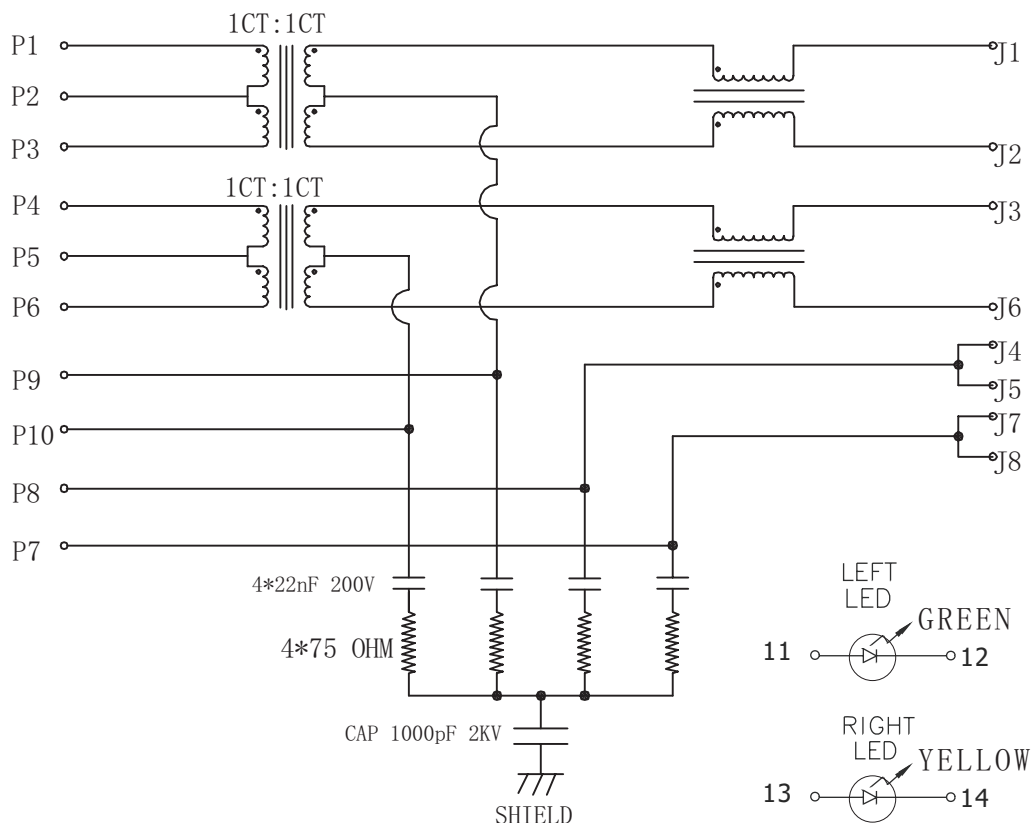 1CT:1CT
P1
J1
P2
P3
J2
1CT:1CT
P4
J3
P5
P6
J6
J4
P9
J5
J7
P10
J8
P8
P7
4*22nF 200V
4*75 OHM
CAP 1000pF 2KV
SHIELD
LEFT
LED
GREEN
11
12
RIGHT
LED
YELLOW
13
14